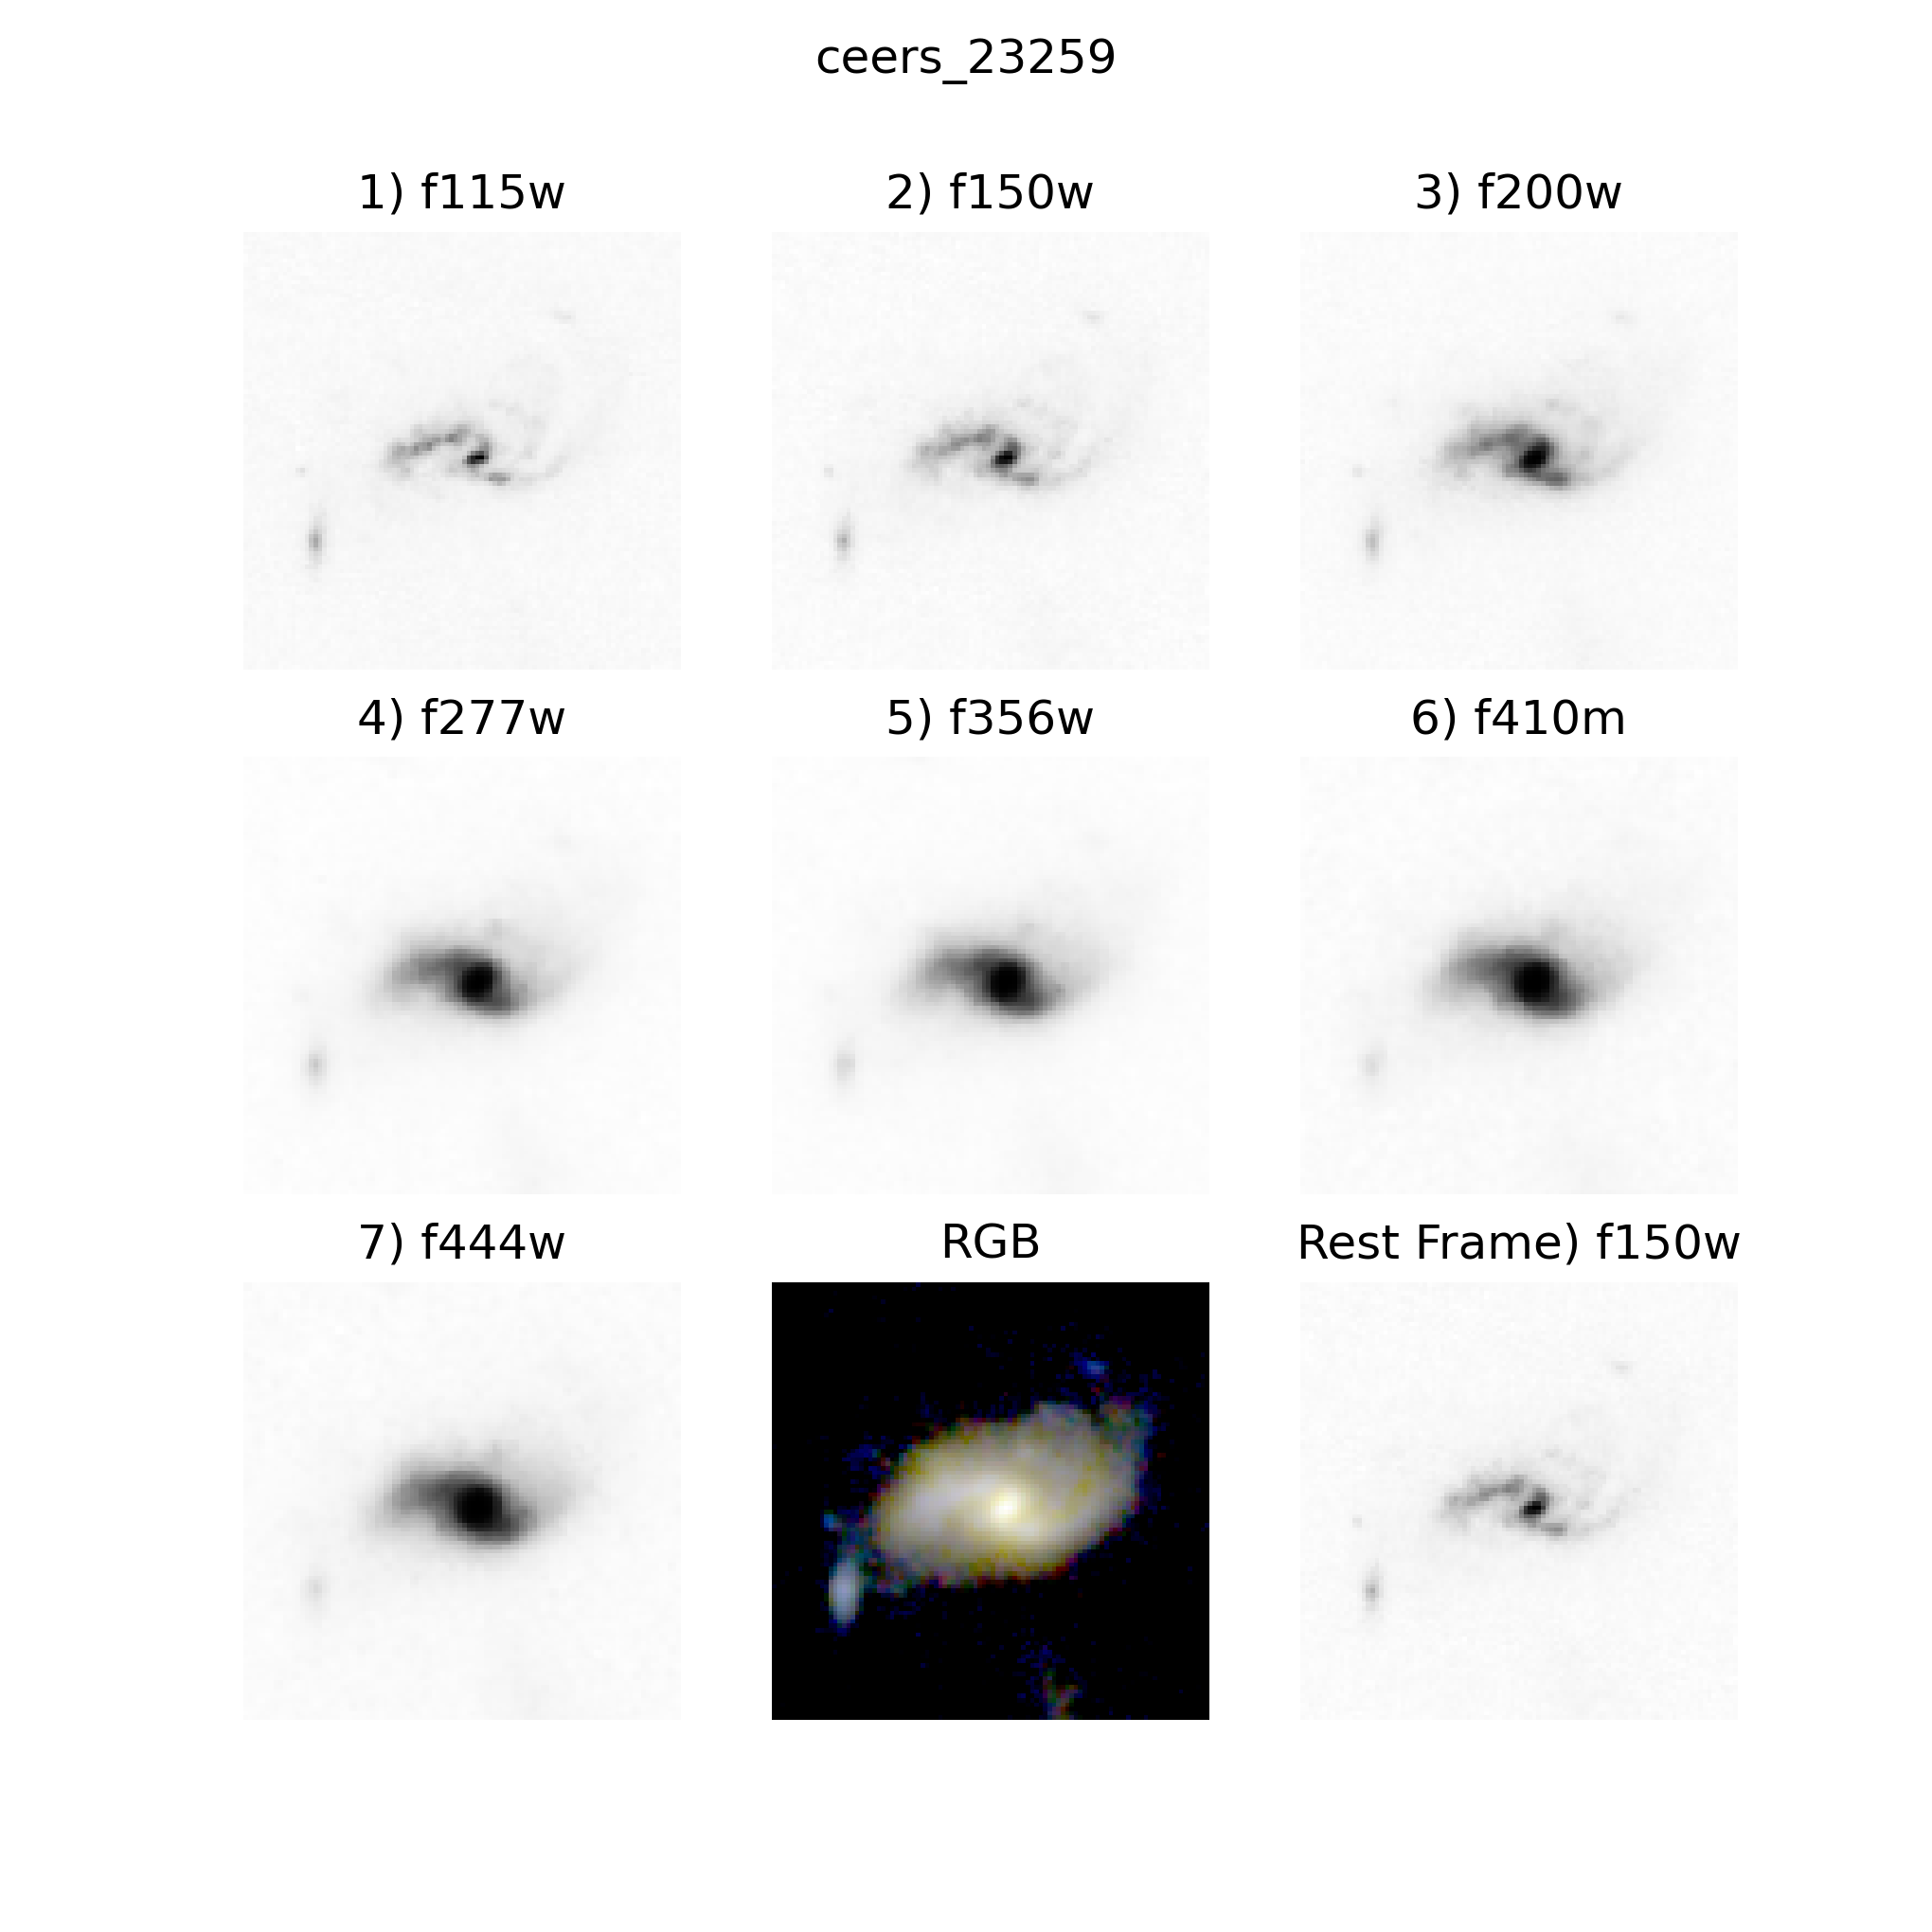 ceers_23259
1) f115w
2) f150w
3) f200w
4) f277w
5) f356w
6) f410m
7) f444w
RGB
Rest Frame) f150w